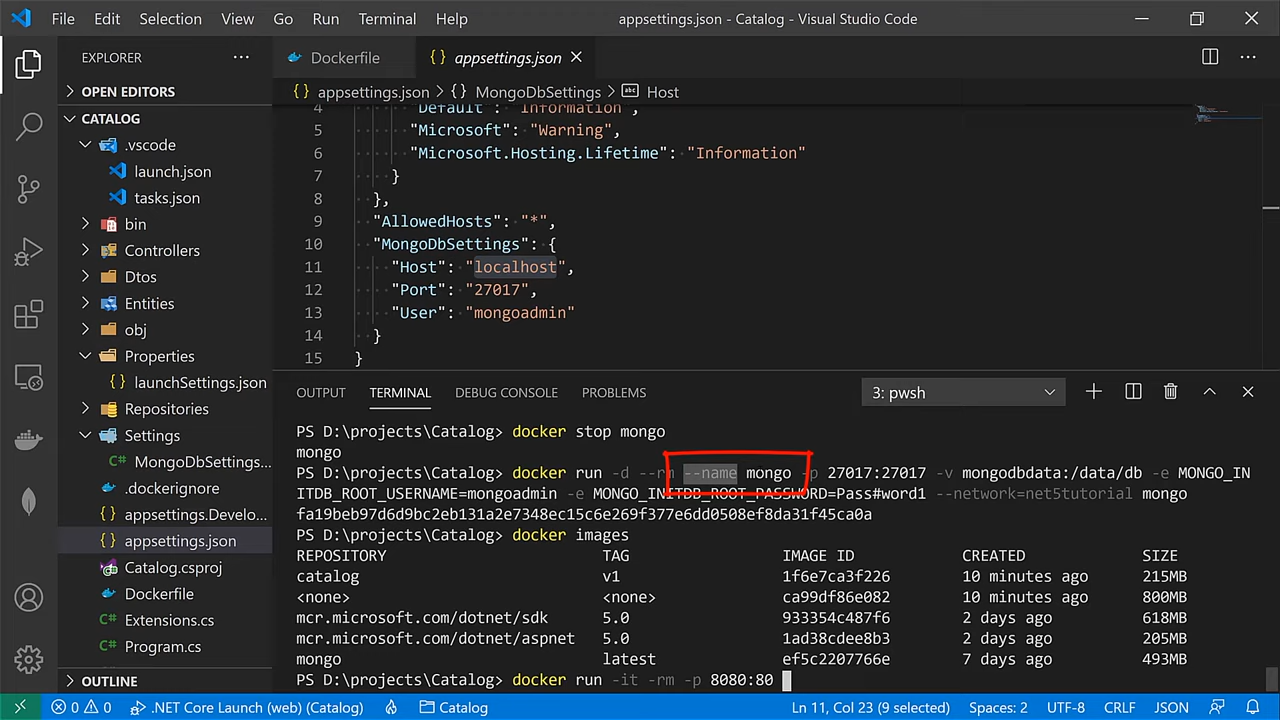 File Edit Selection View Go Run Terminal Help appsettings.json - Catalog - Visual Studio Code
EXPLORER
Dockerfile
{} appsettings.json
OPEN EDITORS
{} appsettings.json > {} MongoDbSettings > abc Host
CATALOG
.vscode
launch.json
tasks.json
bin
Controllers
Dtos
Entities
obj
Properties
{} launchSettings.json
Repositories
Settings
C# MongoDbSettings...
.dockerignore
{} appsettings.Develo...
{} appsettings.json
Catalog.csproj
Dockerfile
C# Extensions.cs
C# Program.cs
OUTLINE
4 "Default": "Information",
5 "Microsoft": "Warning",
6 "Microsoft.Hosting.Lifetime": "Information"
7 }
8 },
9 "AllowedHosts": "*",
10 "MongoDbSettings": {
11 "Host": "localhost",
12 "Port": "27017",
13 "User": "mongoadmin"
14 }
15 }
OUTPUT TERMINAL DEBUG CONSOLE PROBLEMS 3: pwsh
PS D:\projects\Catalog> docker stop mongo
mongo
PS D:\projects\Catalog> docker run -d --rm --name mongo -p 27017:27017 -v mongodbdata:/data/db -e MONGO_IN
ITDB_ROOT_USERNAME=mongoadmin -e MONGO_INITDB_ROOT_PASSWORD=Pass#word1 --network=net5tutorial mongo
fa19beb97d6d9bc2eb131a2e7348ec15c6e269f377e6dd0508ef8da31f45ca0a
PS D:\projects\Catalog> docker images
REPOSITORY TAG IMAGE ID CREATED SIZE
catalog v1 1f6e7ca3f226 10 minutes ago 215MB
<none> <none> ca99df86e082 10 minutes ago 800MB
mcr.microsoft.com/dotnet/sdk 5.0 933354c487f6 2 days ago 618MB
mcr.microsoft.com/dotnet/aspnet 5.0 1ad38cdee8b3 2 days ago 205MB
mongo latest ef5c2207766e 7 days ago 493MB
PS D:\projects\Catalog> docker run -it -rm -p 8080:80
0 0 .NET Core Launch (web) (Catalog) Catalog Ln 11, Col 23 (9 selected) Spaces: 2 UTF-8 CRLF JSON